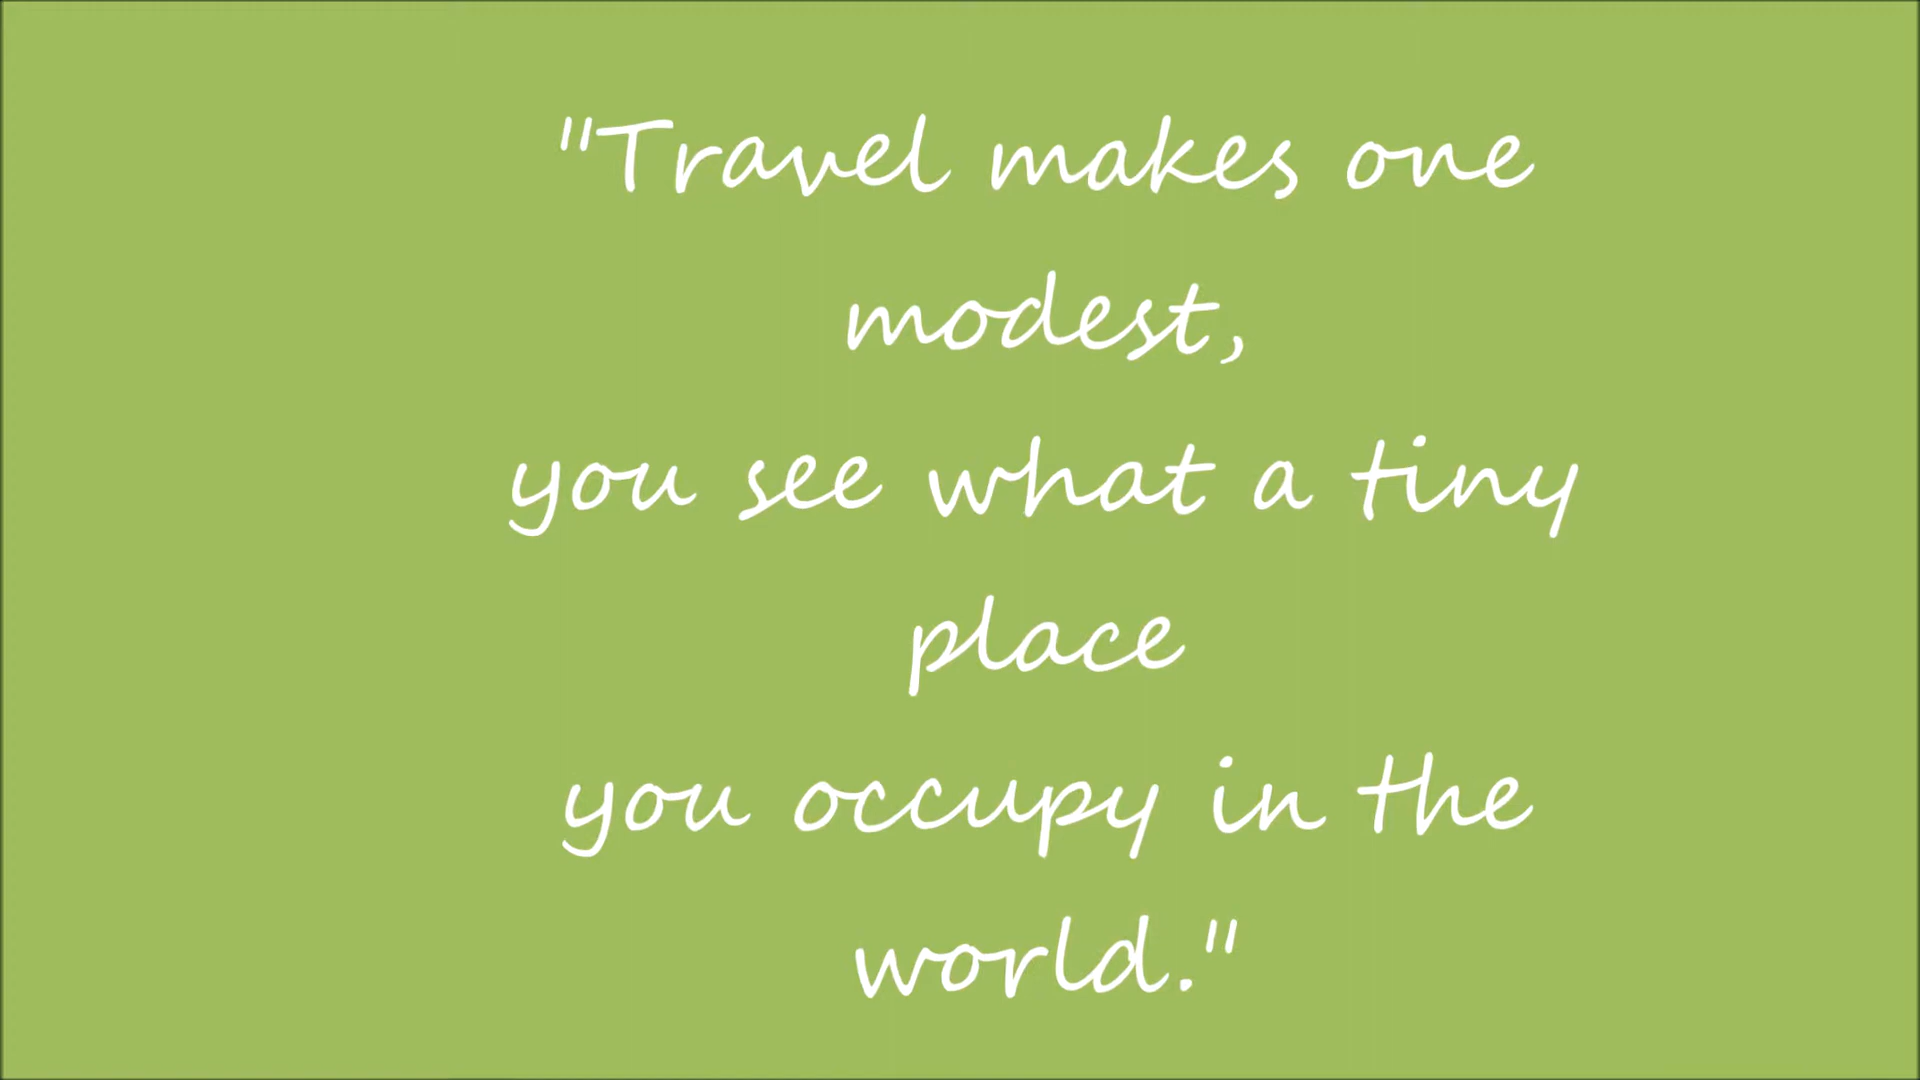 "Travel makes one
modest,
you see what a tiny
place
you occupy in the
world."